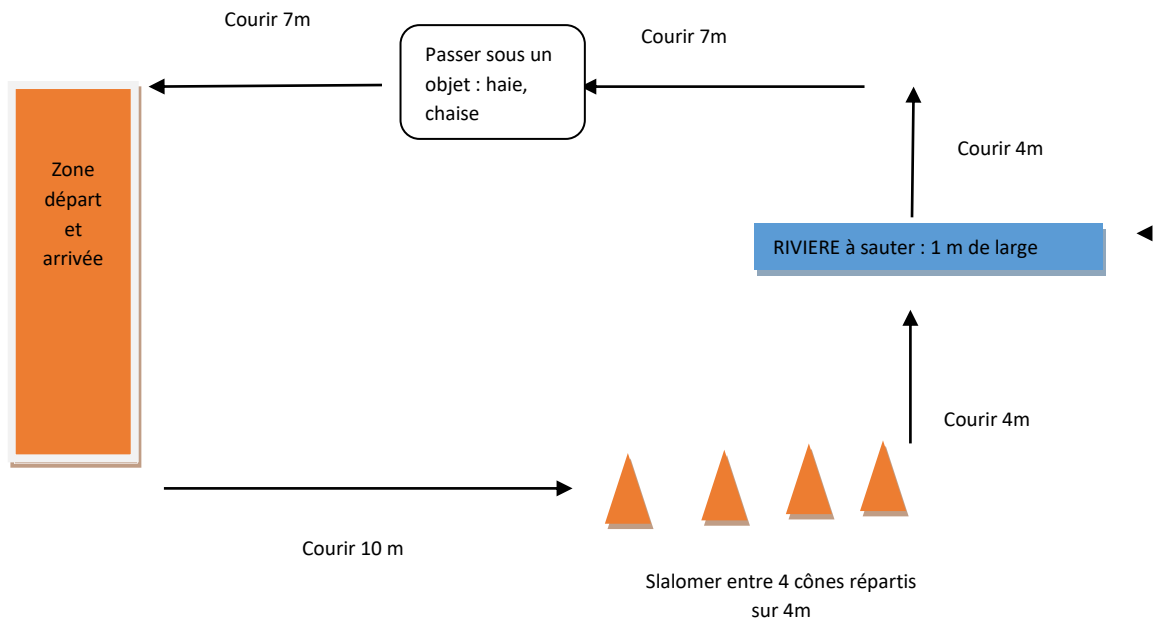 Courir 7m
Courir 7m
Passer sous un
objet : haie,
chaise
Courir 4m
Zone
départ
et
arrivée
RIVIERE à sauter : 1 m de large
Courir 4m
Courir 10 m
Slalomer entre 4 cônes répartis
sur 4m